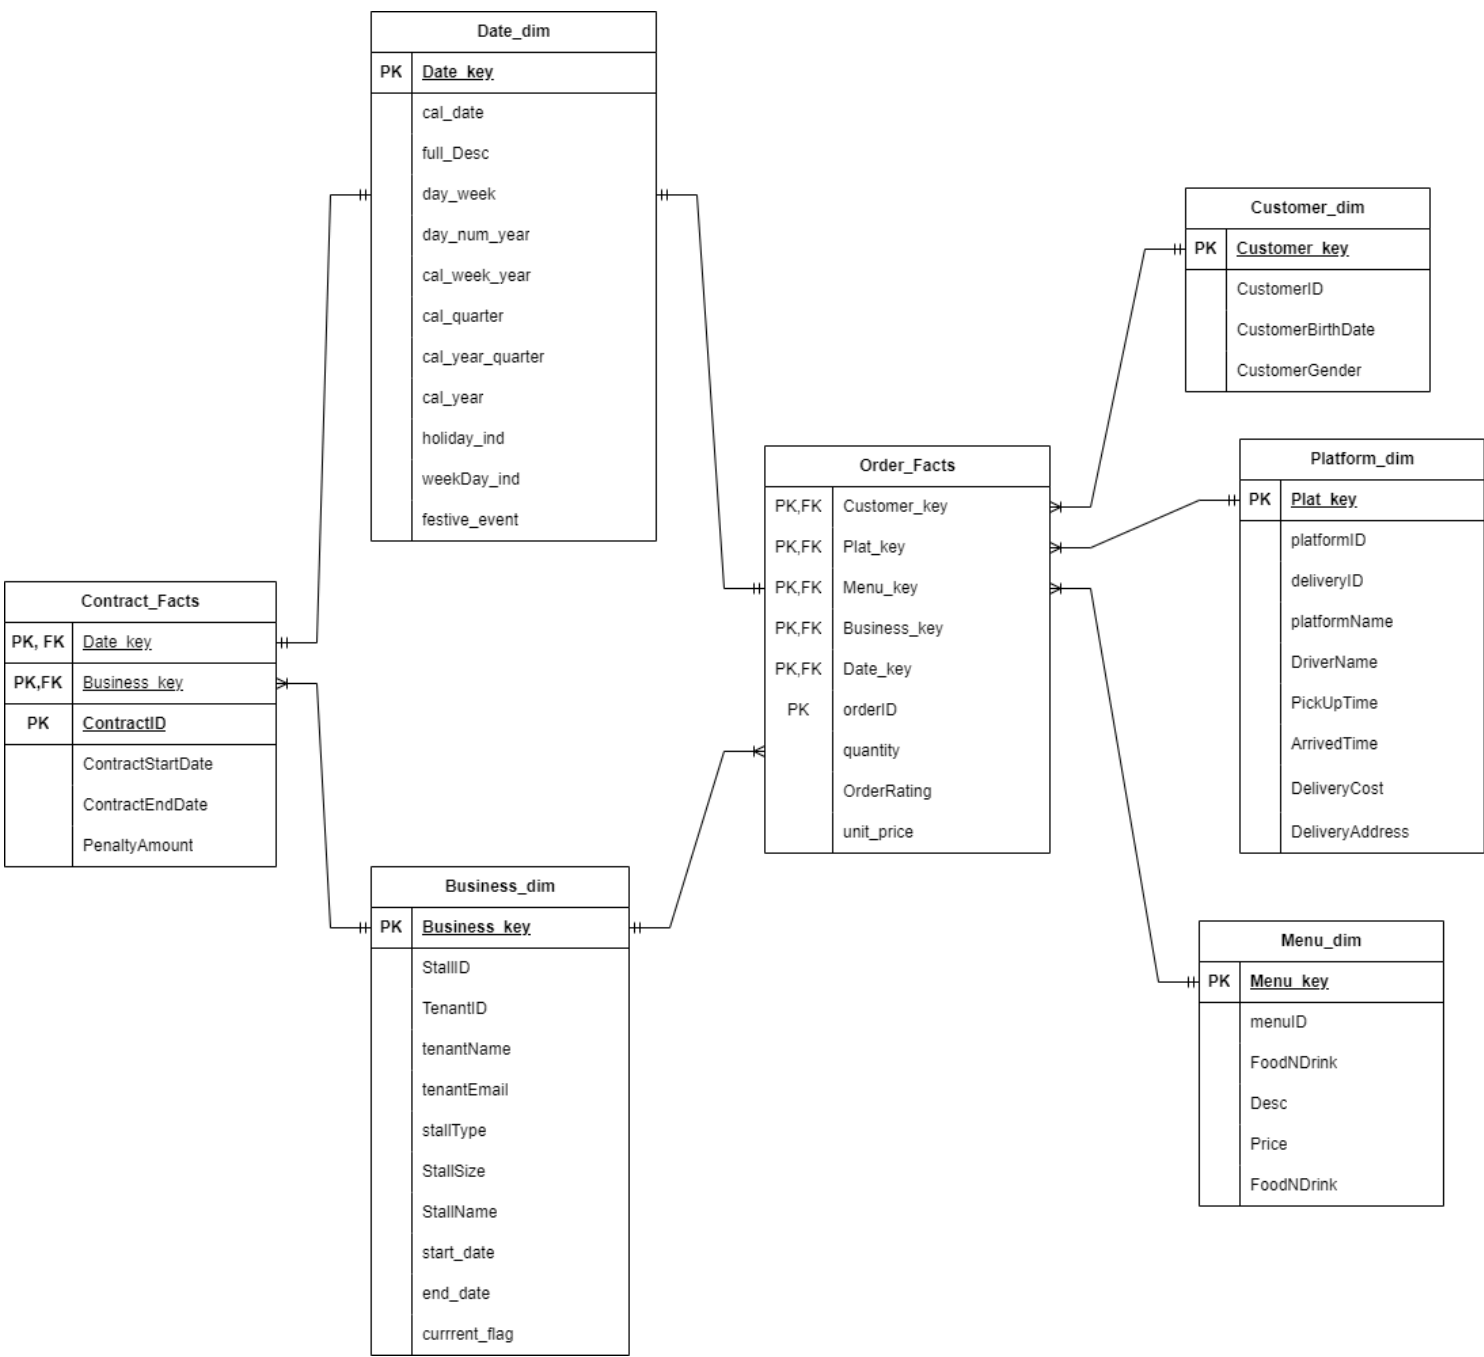 Date_dim
PK Date_key
cal_date
full_Desc
day_week
day_num_year
cal_week_year
cal_quarter
cal_year_quarter
cal_year
holiday_ind
weekDay_ind
festive_event
Customer_dim
PK Customer_key
CustomerID
CustomerBirthDate
CustomerGender
Order_Facts
PK,FK Customer_key
PK,FK Plat_key
PK,FK Menu_key
PK,FK Business_key
PK,FK Date_key
PK orderID
quantity
OrderRating
unit_price
Platform_dim
PK Plat_key
platformID
deliveryID
platformName
DriverName
PickUpTime
ArrivedTime
DeliveryCost
DeliveryAddress
Contract_Facts
PK, FK Date_key
PK,FK Business_key
PK ContractID
ContractStartDate
ContractEndDate
PenaltyAmount
Business_dim
PK Business_key
StallID
TenantID
tenantName
tenantEmail
stallType
StallSize
StallName
start_date
end_date
currrent_flag
Menu_dim
PK Menu_key
menuID
FoodNDrink
Desc
Price
FoodNDrink